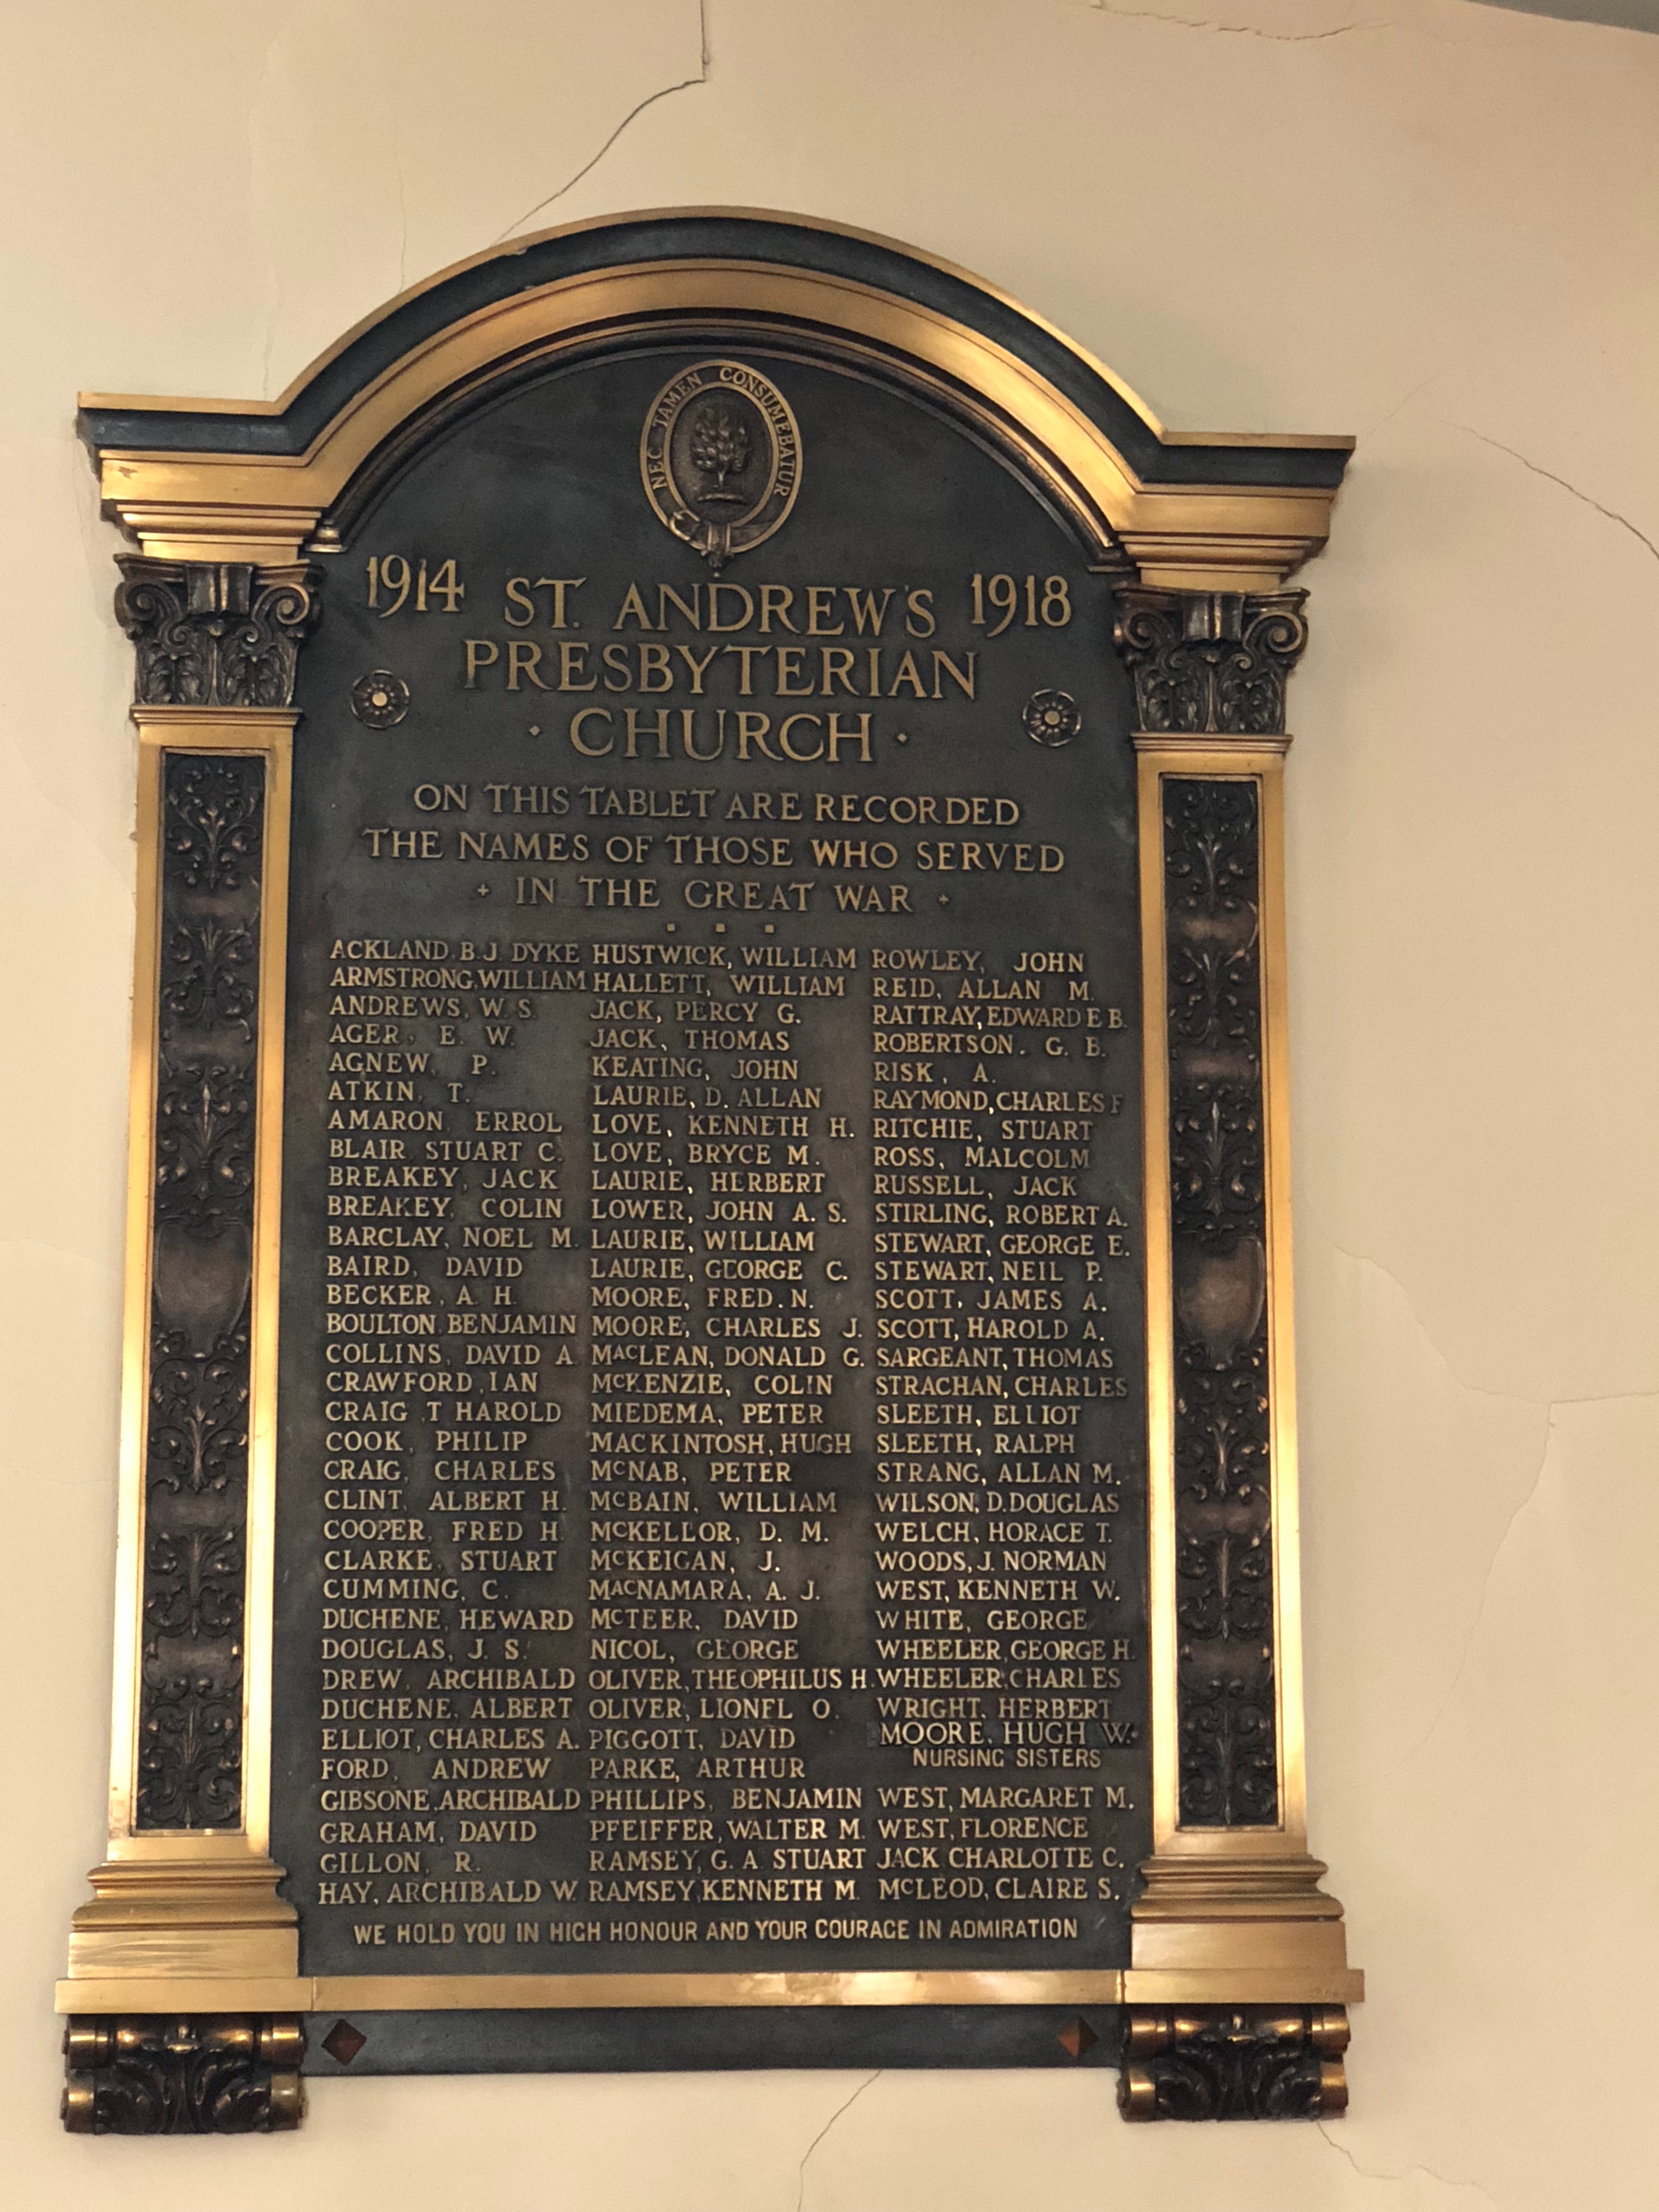 NEC TAMEN CONSUMEBATUR
1914 ST. ANDREW'S 1918
PRESBYTERIAN
· CHURCH ·
ON THIS TABLET ARE RECORDED
THE NAMES OF THOSE WHO SERVED
+ IN THE GREAT WAR +
ACKLAND, B.J. DYKE
ARMSTRONG, WILLIAM
ANDREWS, W. S.
AGER, E. W.
AGNEW, P.
ATKIN, T.
AMARON, ERROL
BLAIR, STUART C.
BREAKEY, JACK
BREAKEY, COLIN
BARCLAY, NOEL M.
BAIRD, DAVID
BECKER, A. H.
BOULTON, BENJAMIN
COLLINS, DAVID A.
CRAWFORD, IAN
CRAIG, T HAROLD
COOK, PHILIP
CRAIG, CHARLES
CLINT, ALBERT H.
COOPER, FRED H.
CLARKE, STUART
CUMMING, C.
DUCHENE, HEWARD
DOUGLAS, J. S.
DREW, ARCHIBALD
DUCHENE, ALBERT
ELLIOT, CHARLES A.
FORD, ANDREW
GIBSONE, ARCHIBALD
GRAHAM, DAVID
GILLON, R.
HAY, ARCHIBALD W.
HUSTWICK, WILLIAM
HALLETT, WILLIAM
JACK, PERCY G.
JACK, THOMAS
KEATING, JOHN
LAURIE, D. ALLAN
LOVE, KENNETH H.
LOVE, BRYCE M.
LAURIE, HERBERT
LOWER, JOHN A. S.
LAURIE, WILLIAM
LAURIE, GEORGE C.
MOORE, FRED. N.
MOORE, CHARLES J.
MACLEAN, DONALD G.
MCKENZIE, COLIN
MIEDEMA, PETER
MACKINTOSH, HUGH
MCNAB, PETER
MCBAIN, WILLIAM
MCKELLOR, D. M.
MCKEIGAN, J.
MACNAMARA, A. J.
MCTEER, DAVID
NICOL, GEORGE
OLIVER, THEOPHILUS H.
OLIVER, LIONEL O.
PIGGOTT, DAVID
PARKE, ARTHUR
PHILLIPS, BENJAMIN
PFEIFFER, WALTER M.
RAMSEY, G. A. STUART
RAMSEY, KENNETH M.
ROWLEY, JOHN
REID, ALLAN M.
RATTRAY, EDWARD E B.
ROBERTSON, G. B.
RISK, A.
RAYMOND, CHARLES F
RITCHIE, STUART
ROSS, MALCOLM
RUSSELL, JACK
STIRLING, ROBERT A.
STEWART, GEORGE E.
STEWART, NEIL P.
SCOTT, JAMES A.
SCOTT, HAROLD A.
SARGEANT, THOMAS
STRACHAN, CHARLES
SLEETH, ELLIOT
SLEETH, RALPH
STRANG, ALLAN M.
WILSON, D. DOUGLAS
WELCH, HORACE T.
WOODS, J. NORMAN
WEST, KENNETH W.
WHITE, GEORGE
WHEELER, GEORGE H.
WHEELER, CHARLES
WRIGHT, HERBERT
MOORE, HUGH W.
NURSING SISTERS
WEST, MARGARET M.
WEST, FLORENCE
JACK CHARLOTTE C.
MCLEOD, CLAIRE S.
WE HOLD YOU IN HIGH HONOUR AND YOUR COURAGE IN ADMIRATION